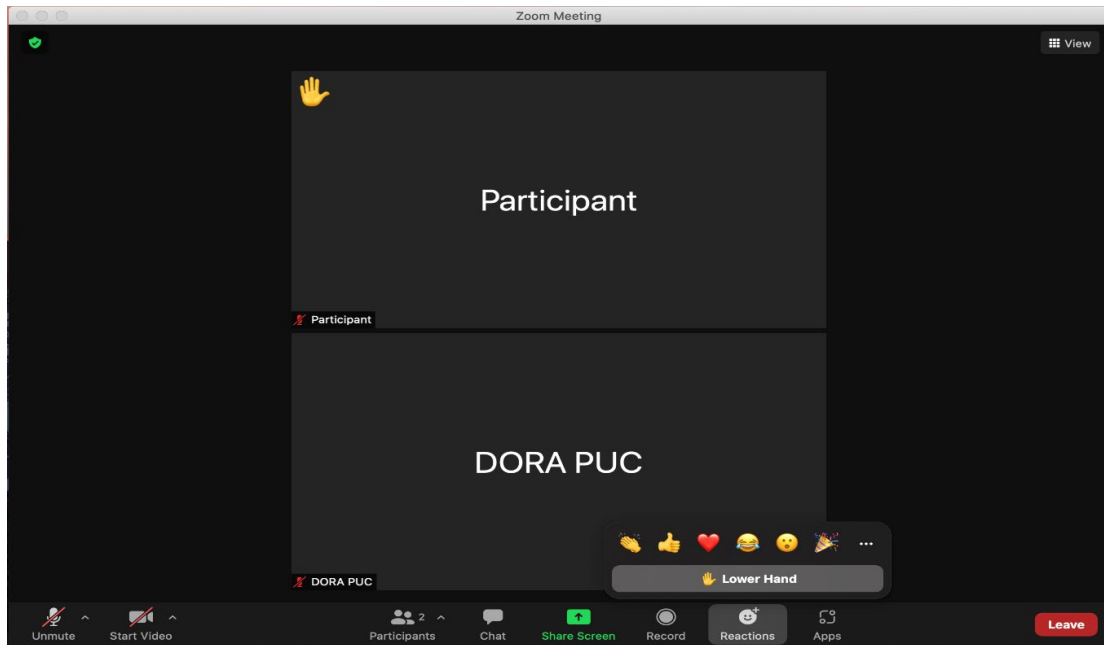 Zoom Meeting
View
Participant
Participant
DORA PUC
DORA PUC
Lower Hand
2
Unmute
Start Video
Participants
Chat
Share Screen
Record
Reactions
Apps
Leave